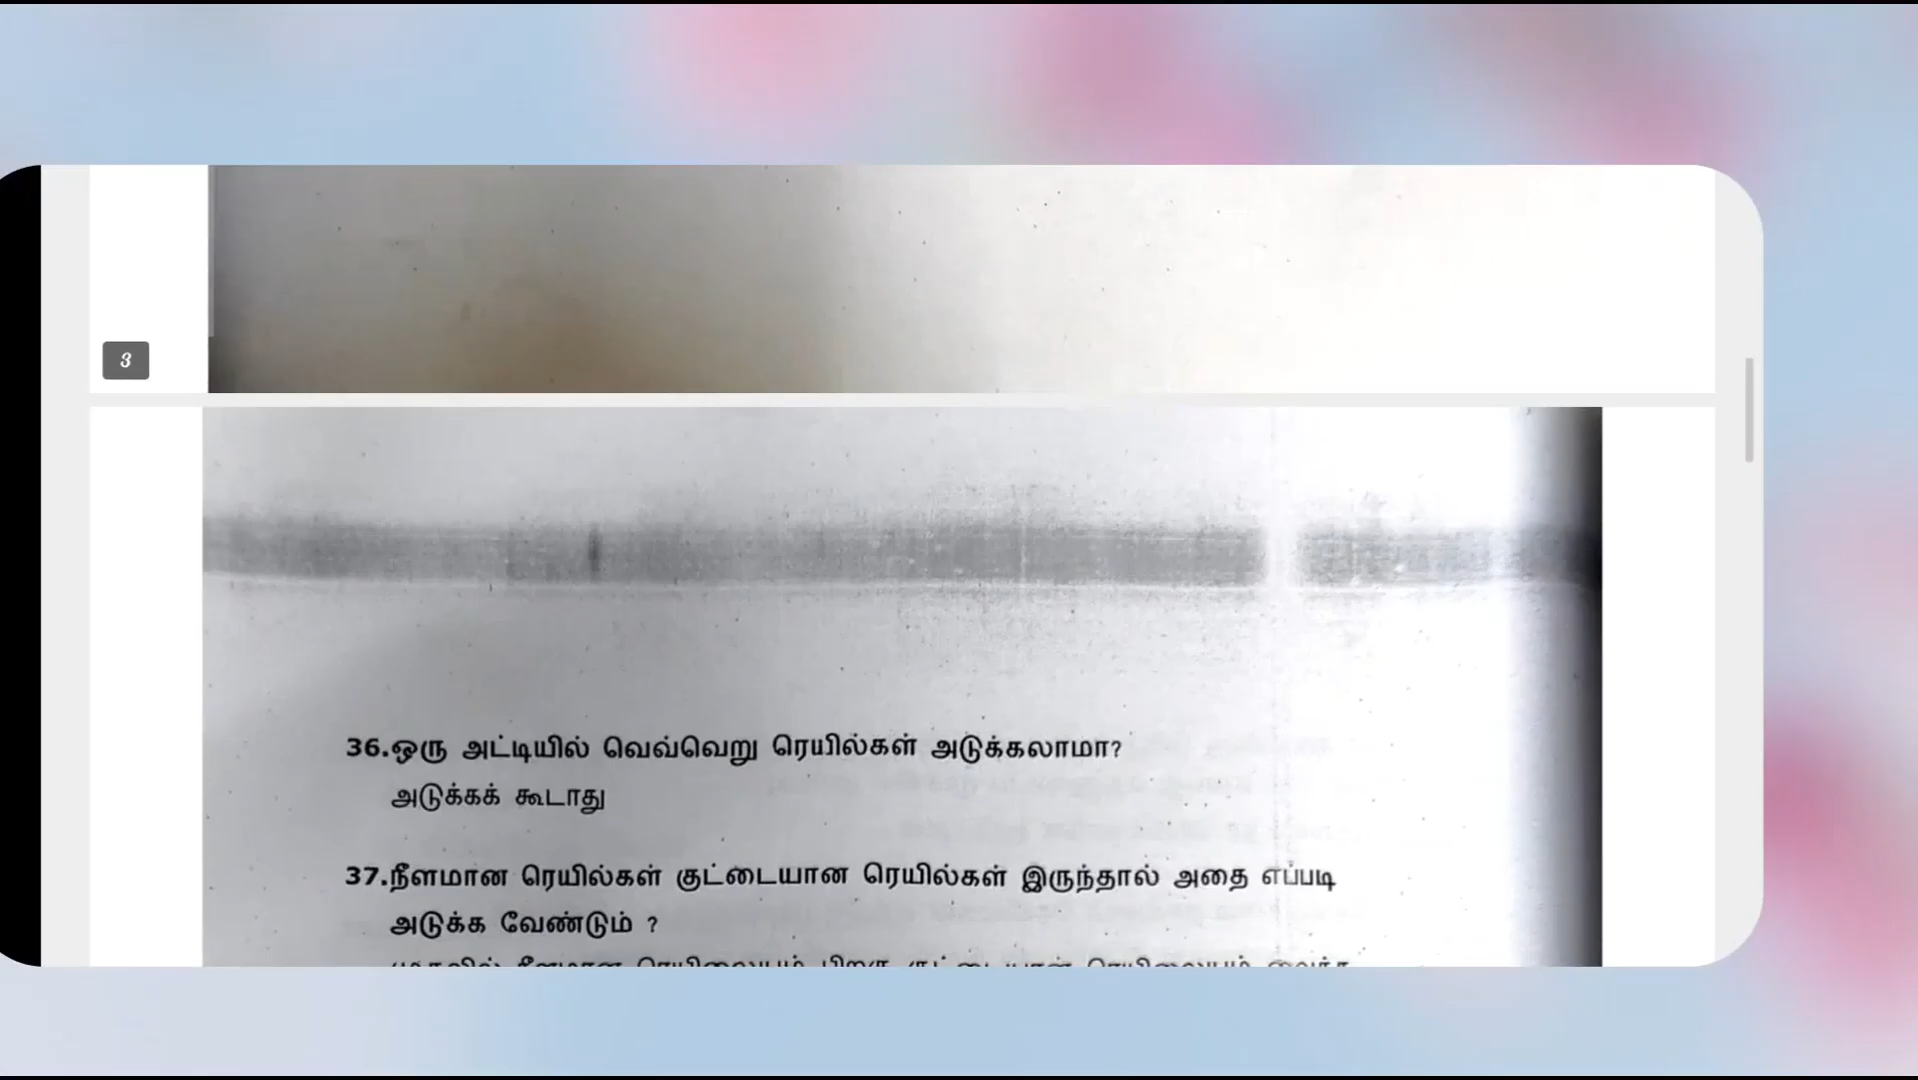 3
36.ஒரு அட்டியில் வெவ்வெறு ரெயில்கள் அடுக்கலாமா?
அடுக்கக் கூடாது
37.நீளமான ரெயில்கள் குட்டையான ரெயில்கள் இருந்தால் அதை எப்படி
அடுக்க வேண்டும் ?